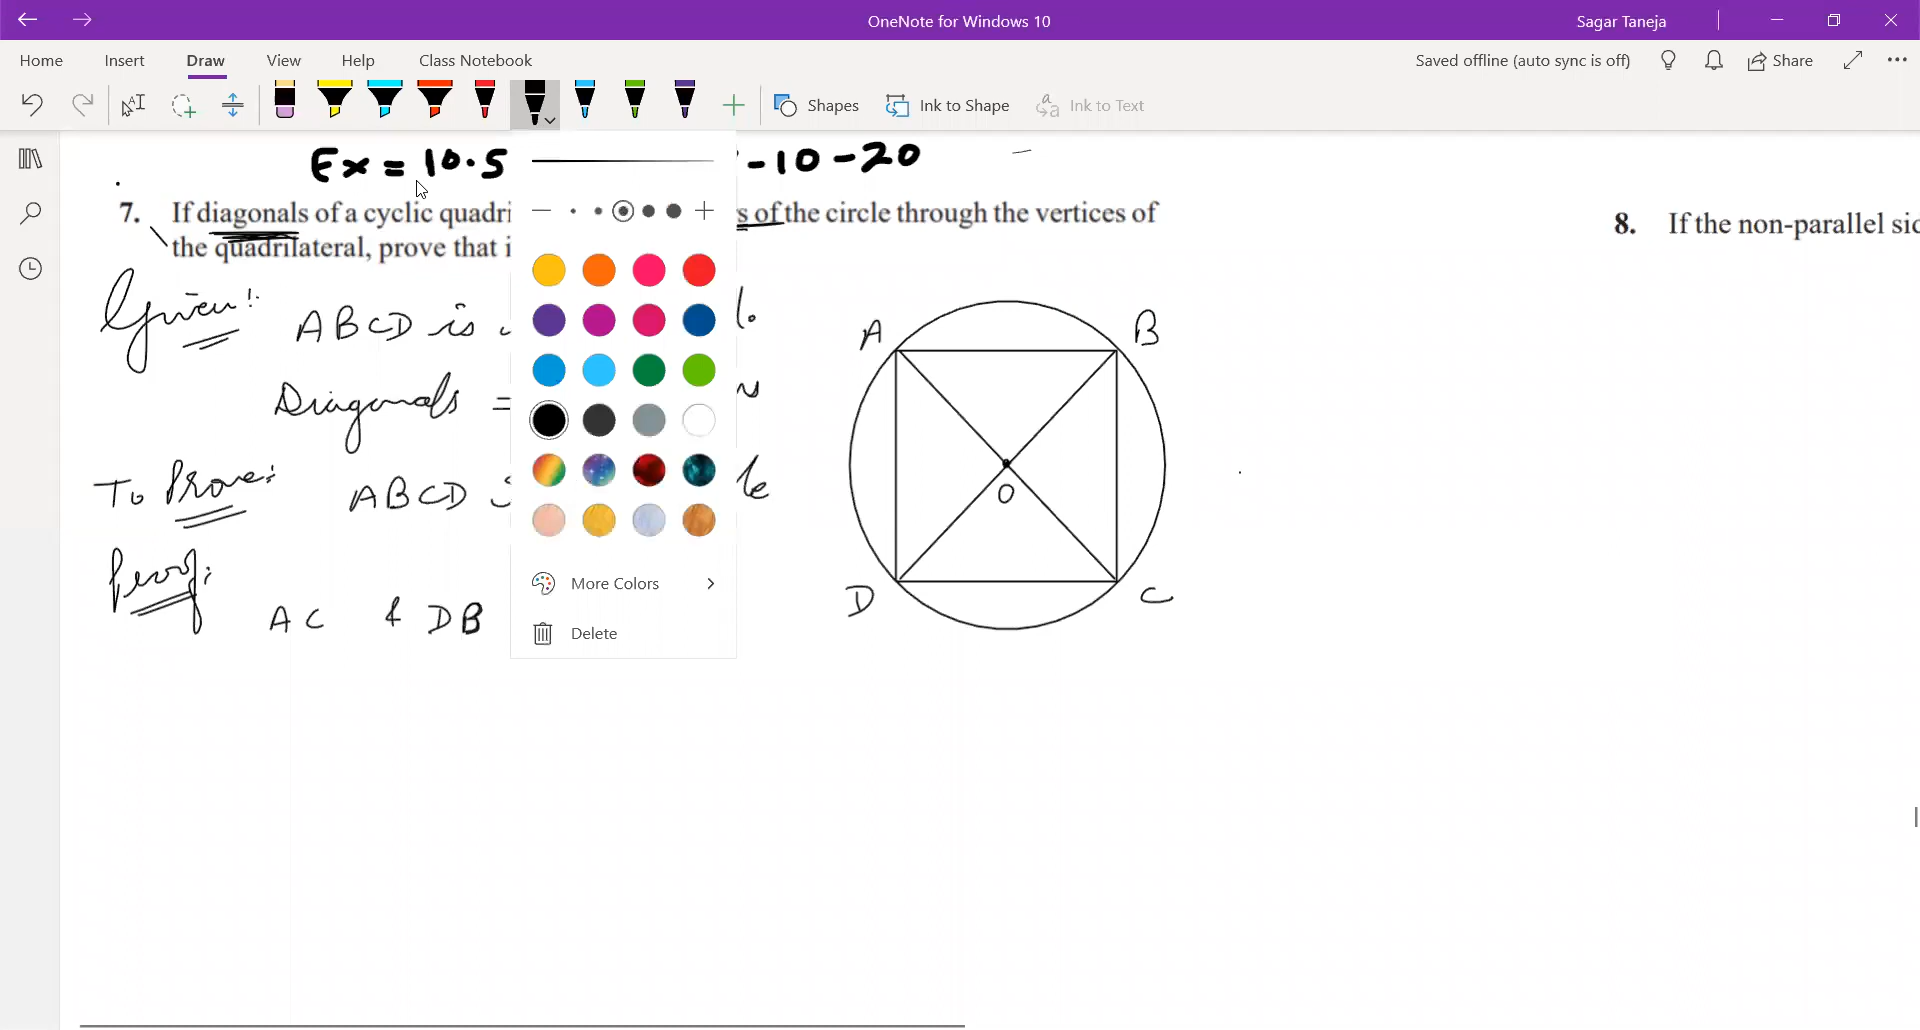 OneNote for Windows 10
Sagar Taneja
Home Insert Draw View Help Class Notebook
Saved offline (auto sync is off) Share
Shapes Ink to Shape Ink to Text
Ex = 10.5 -10-20
7. If diagonals of a cyclic quadri s of the circle through the vertices of
the quadrilateral, prove that i
8. If the non-parallel sid
Given:
ABCD is
Diagonals =
To Prove:
ABCD
Proof:
AC & DB
A
B
O
D
C
More Colors
Delete